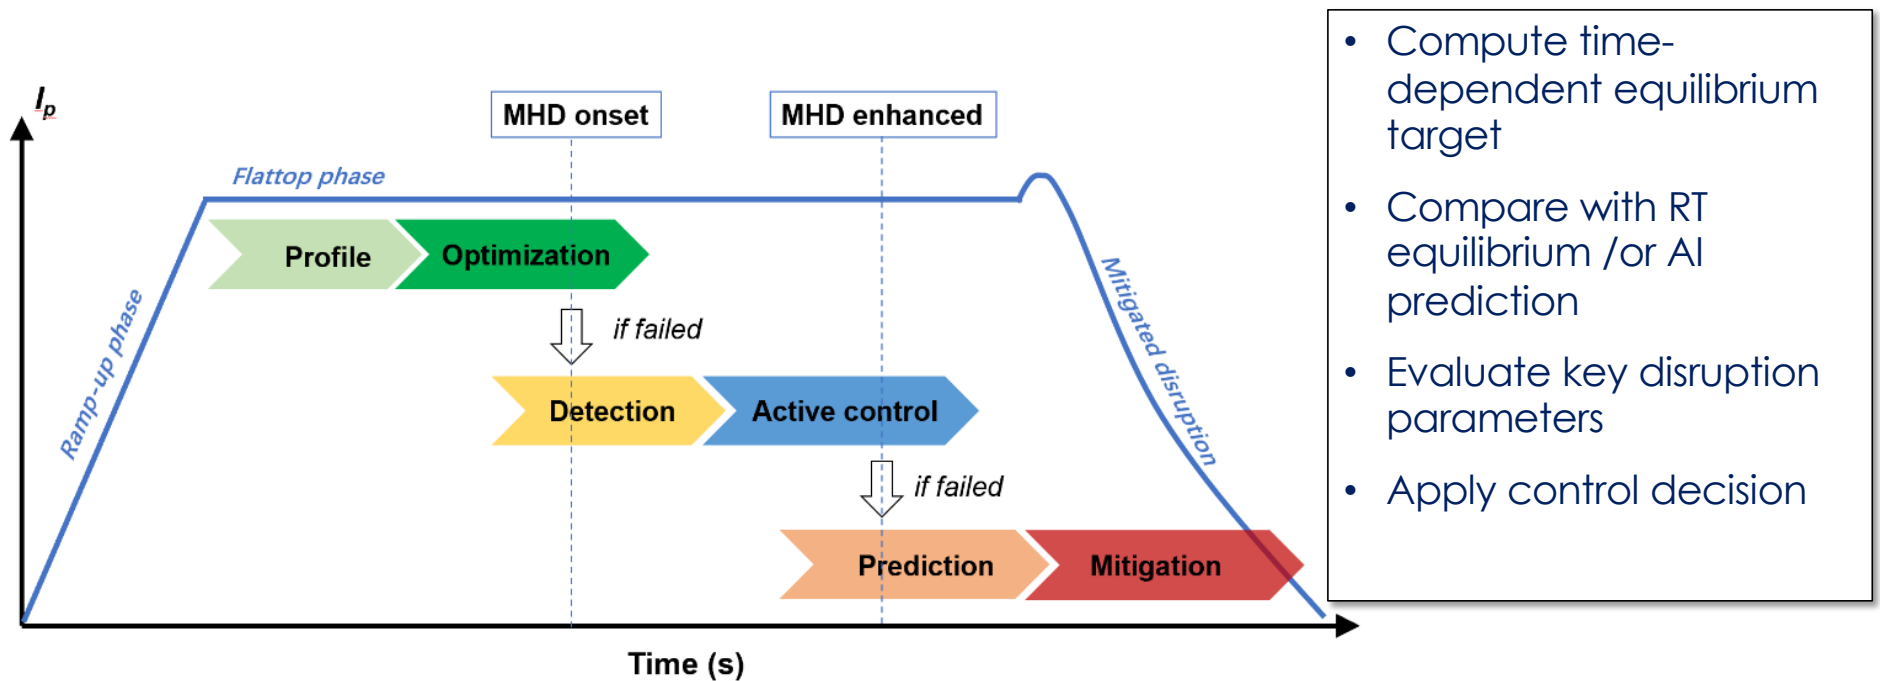 I_p
MHD onset
MHD enhanced
Flattop phase
Profile
Optimization
Ramp-up phase
if failed
Mitigated disruption
Detection
Active control
if failed
Prediction
Mitigation
Time (s)
• Compute time-
dependent equilibrium
target
• Compare with RT
equilibrium /or AI
prediction
• Evaluate key disruption
parameters
• Apply control decision